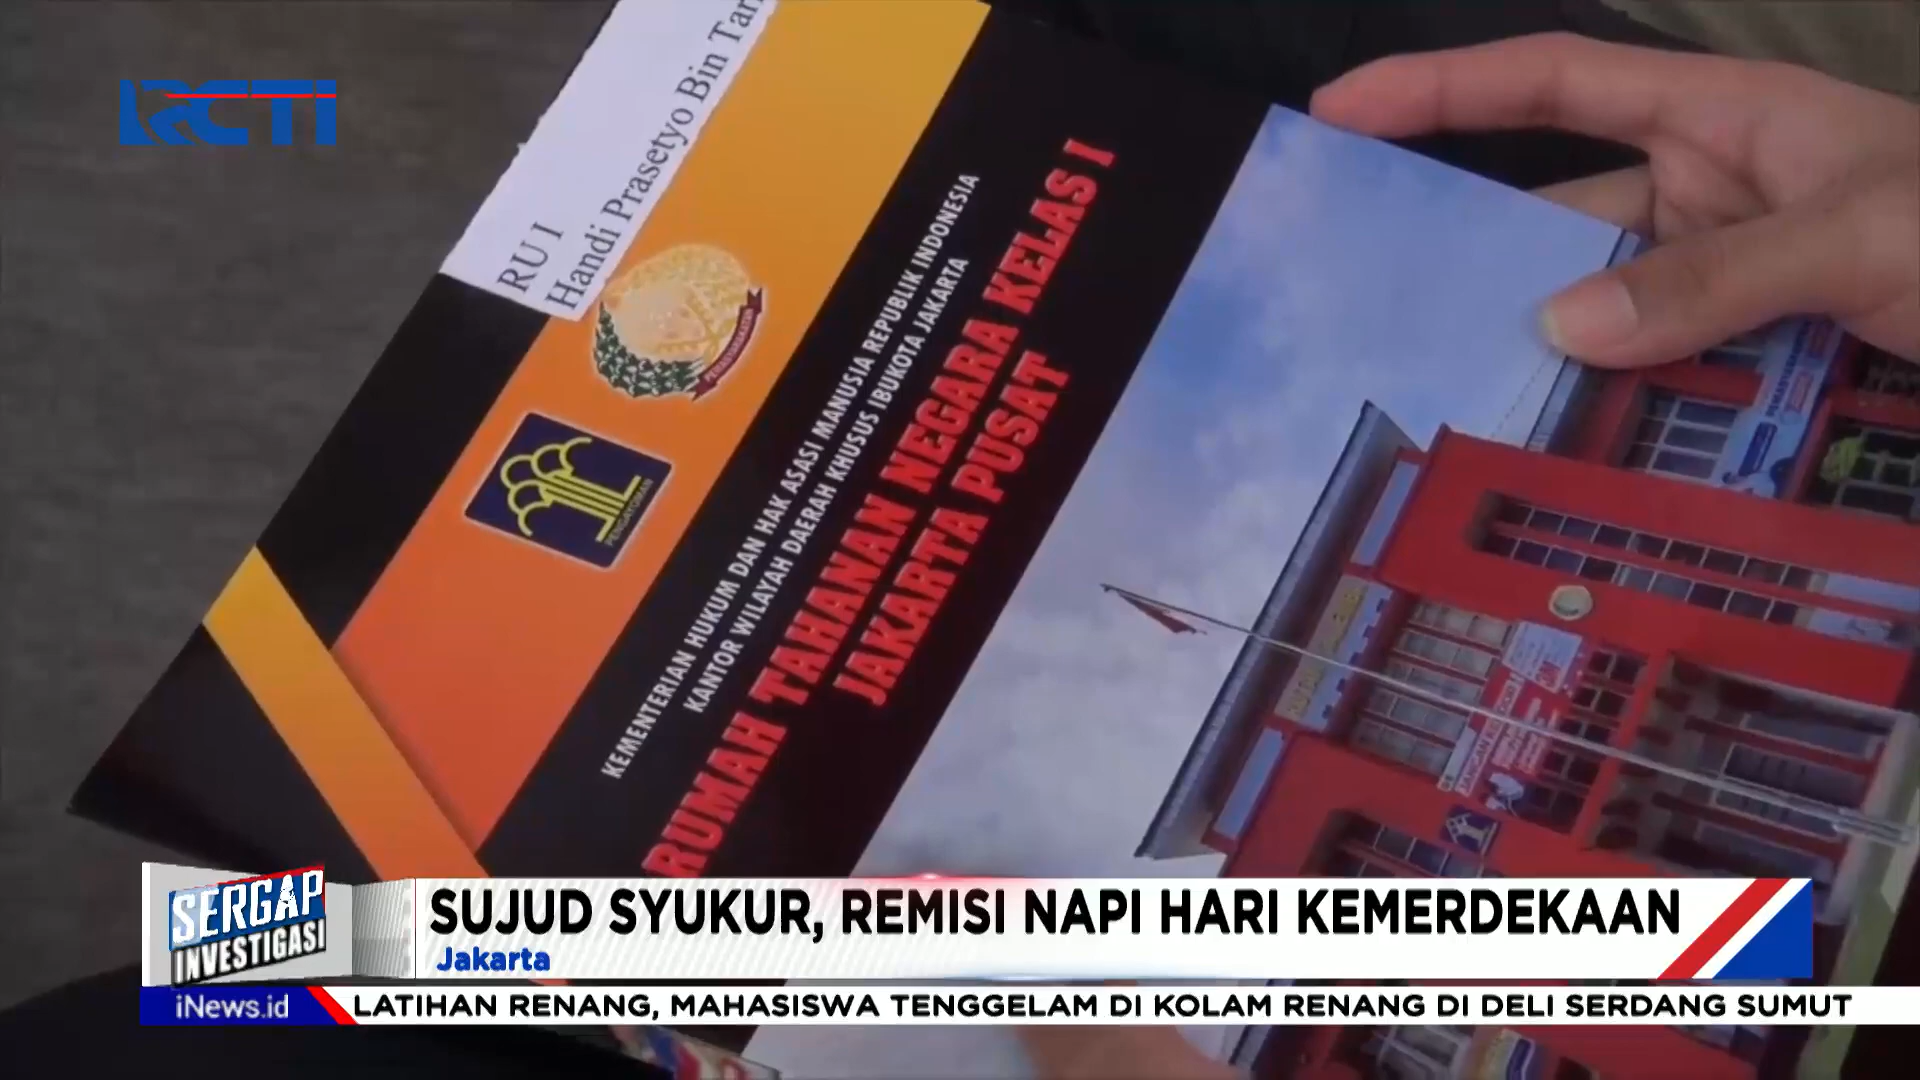 RCTI
RU I
Handi Prasetyo Bin
PEMASYARAKATAN
PENGAYOMAN
KEMENTERIAN HUKUM DAN HAK ASASI MANUSIA REPUBLIK INDONESIA
KANTOR WILAYAH DAERAH KHUSUS IBUKOTA JAKARTA
RUMAH TAHANAN NEGARA KELAS I
JAKARTA PUSAT
SERGAP
INVESTIGASI
SUJUD SYUKUR, REMISI NAPI HARI KEMERDEKAAN
Jakarta
iNews.id
LATIHAN RENANG, MAHASISWA TENGGELAM DI KOLAM RENANG DI DELI SERDANG SUMUT